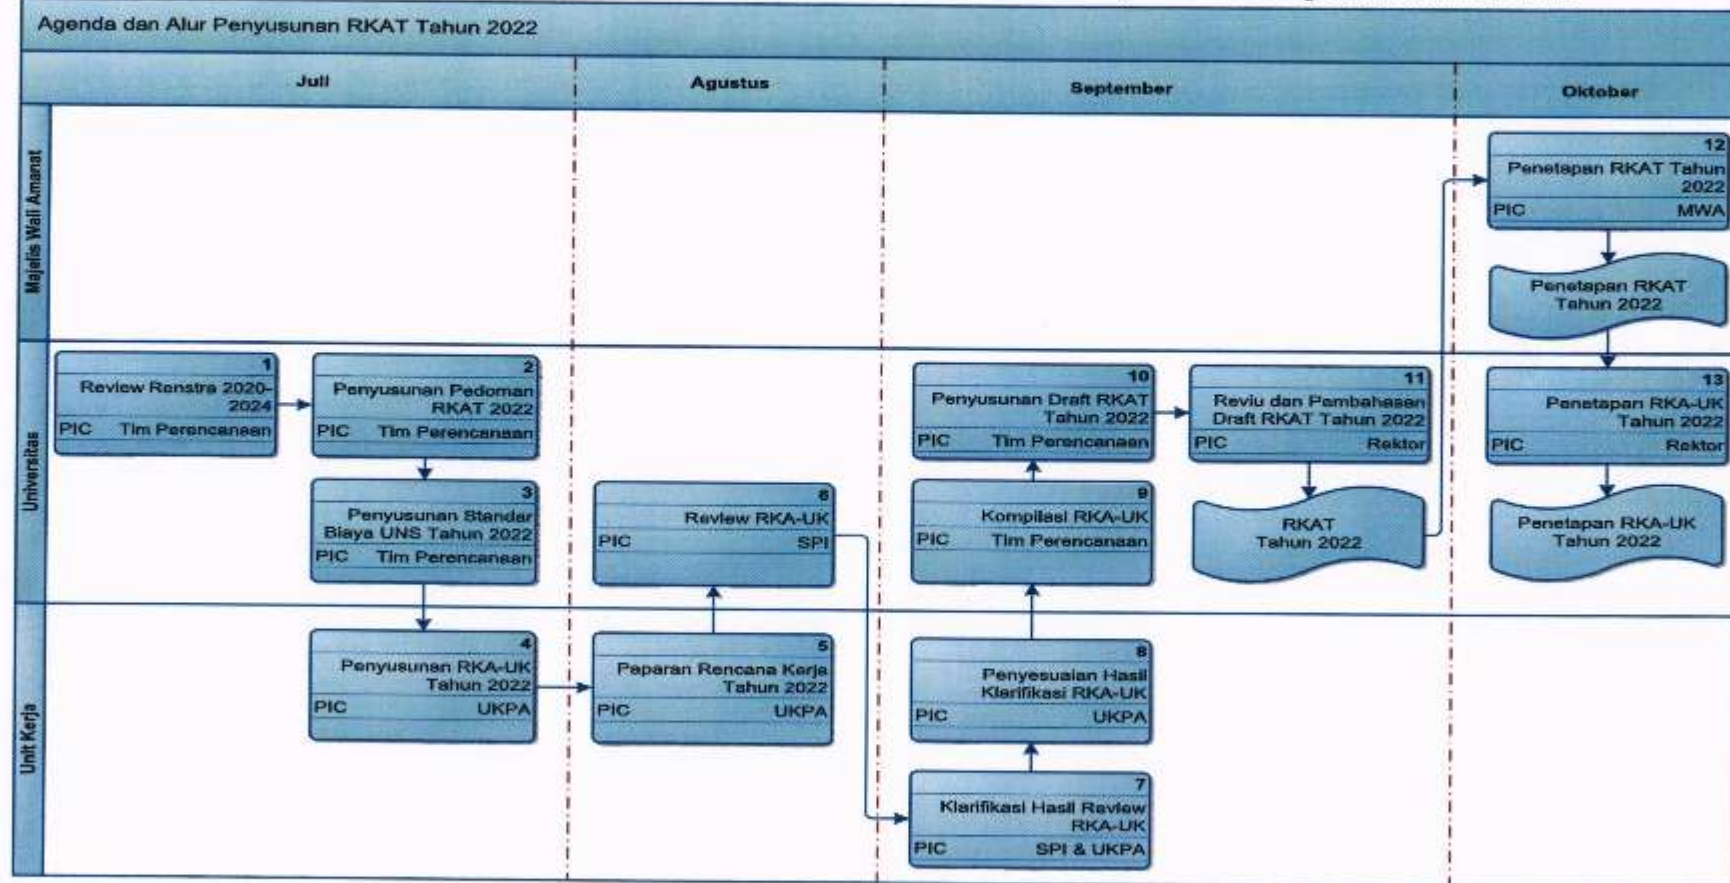 Agenda dan Alur Penyusunan RKAT Tahun 2022
Juli
Agustus
September
Oktober
Majelis Wali Amanat
12
Penetapan RKAT Tahun
2022
PIC MWA
Penetapan RKAT
Tahun 2022
Universitas
1
Review Renstra 2020-
2024
PIC Tim Perencanaan
2
Penyusunan Pedoman
RKAT 2022
PIC Tim Perencanaan
3
Penyusunan Standar
Biaya UNS Tahun 2022
PIC Tim Perencanaan
6
Review RKA-UK
PIC SPI
10
Penyusunan Draft RKAT
Tahun 2022
PIC Tim Perencanaan
9
Kompilasi RKA-UK
PIC Tim Perencanaan
11
Reviu dan Pembahasan
Draft RKAT Tahun 2022
PIC Rektor
RKAT
Tahun 2022
13
Penetapan RKA-UK
Tahun 2022
PIC Rektor
Penetapan RKA-UK
Tahun 2022
Unit Kerja
4
Penyusunan RKA-UK
Tahun 2022
PIC UKPA
5
Paparan Rencana Kerja
Tahun 2022
PIC UKPA
8
Penyesuaian Hasil
Klarifikasi RKA-UK
PIC UKPA
7
Klarifikasi Hasil Review
RKA-UK
PIC SPI & UKPA